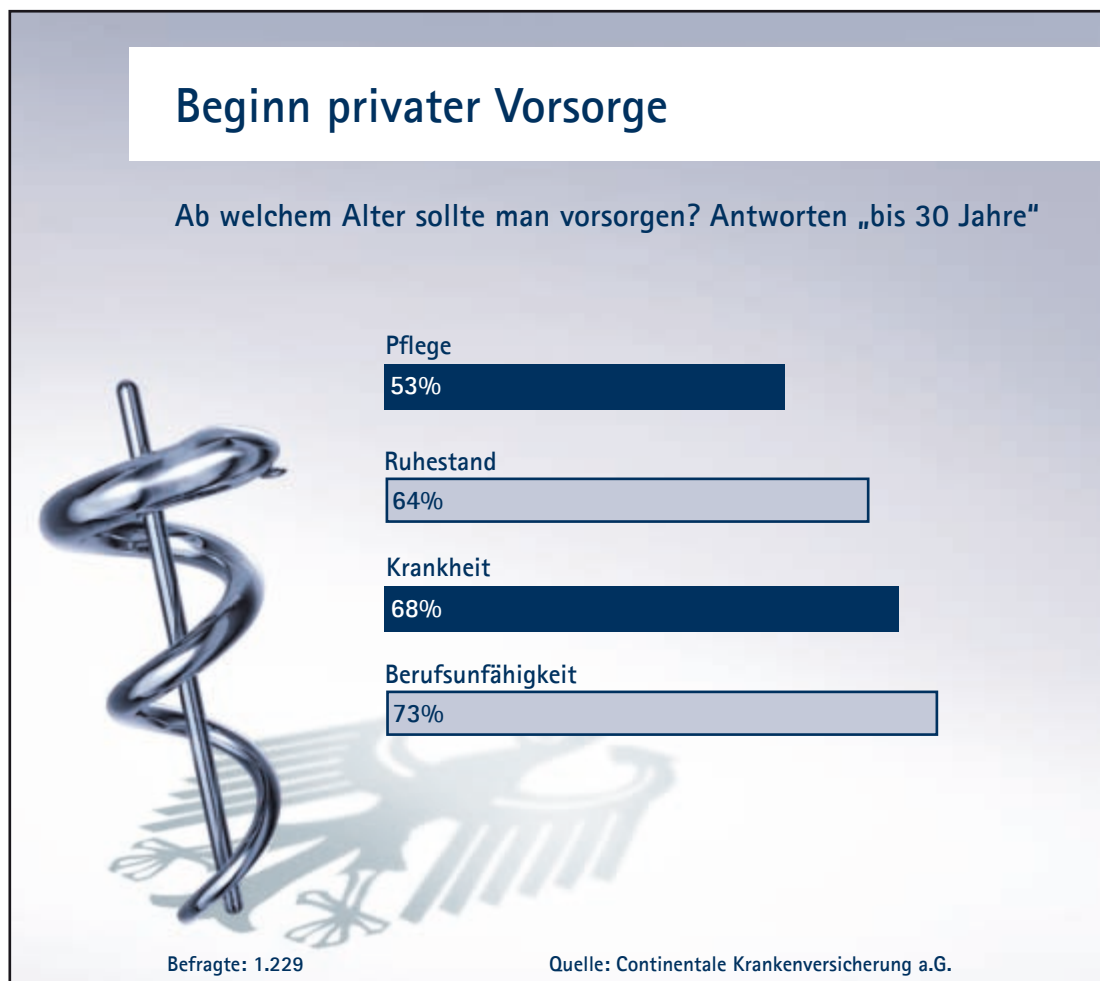 Beginn privater Vorsorge
Ab welchem Alter sollte man vorsorgen? Antworten „bis 30 Jahre“
Pflege
53%
Ruhestand
64%
Krankheit
68%
Berufsunfähigkeit
73%
Befragte: 1.229
Quelle: Continentale Krankenversicherung a.G.